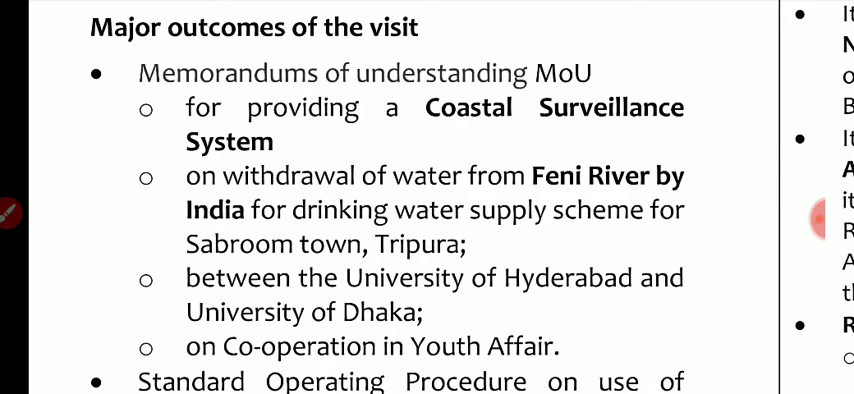 Major outcomes of the visit
• Memorandums of understanding MoU
o for providing a Coastal Surveillance
System
o on withdrawal of water from Feni River by
India for drinking water supply scheme for
Sabroom town, Tripura;
o between the University of Hyderabad and
University of Dhaka;
o on Co-operation in Youth Affair.
• Standard Operating Procedure on use of